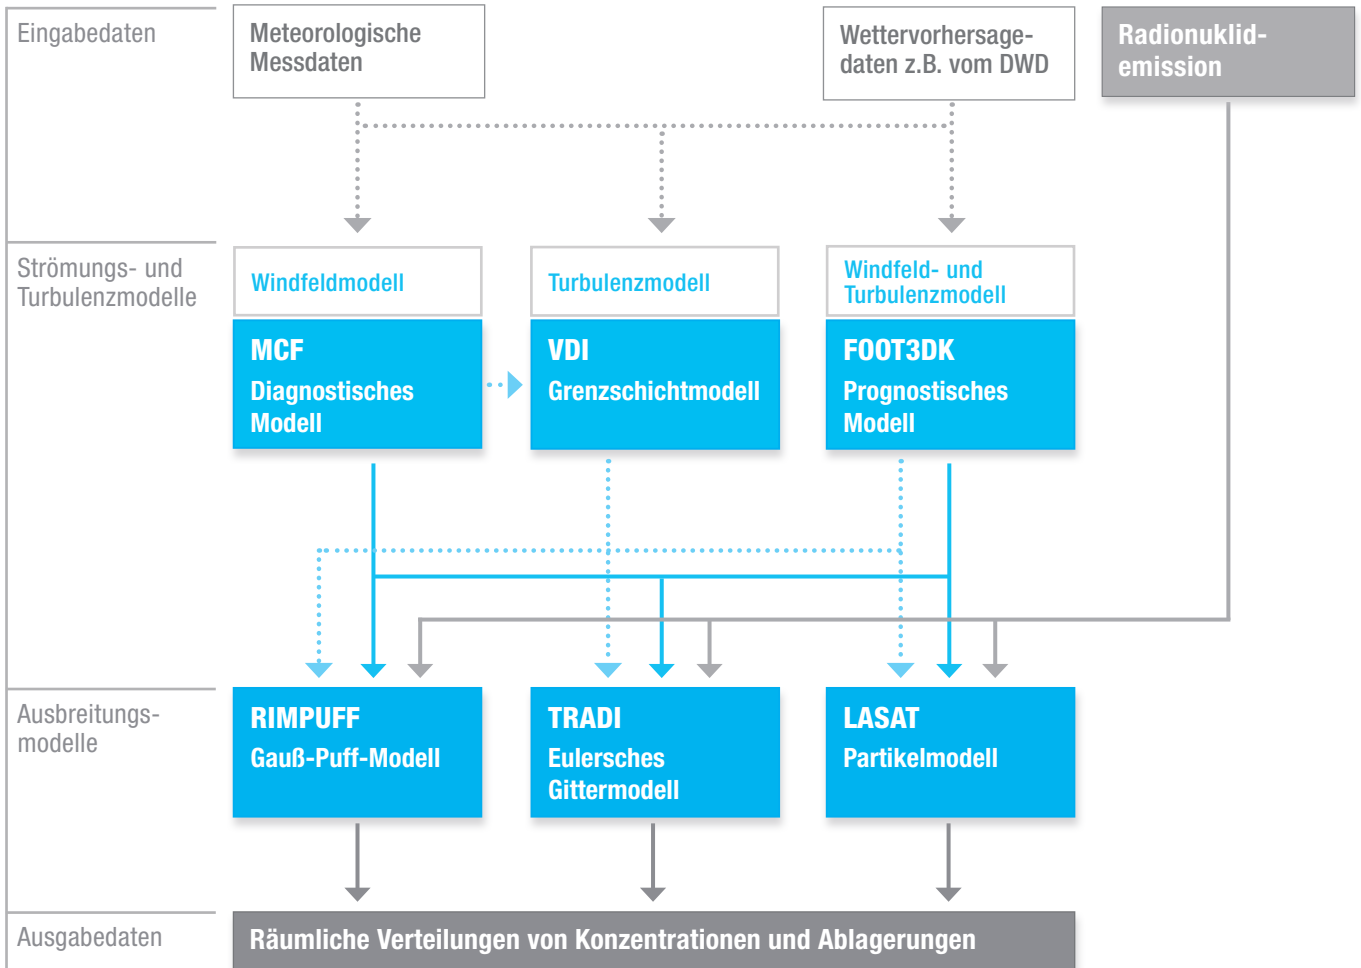 Eingabedaten
Meteorologische
Messdaten
Wettervorhersage-
daten z.B. vom DWD
Radionuklid-
emission
Strömungs- und
Turbulenzmodelle
Windfeldmodell
Turbulenzmodell
Windfeld- und
Turbulenzmodell
MCF
Diagnostisches
Modell
VDI
Grenzschichtmodell
FOOT3DK
Prognostisches
Modell
Ausbreitungs-
modelle
RIMPUFF
Gauß-Puff-Modell
TRADI
Eulersches
Gittermodell
LASAT
Partikelmodell
Ausgabedaten
Räumliche Verteilungen von Konzentrationen und Ablagerungen